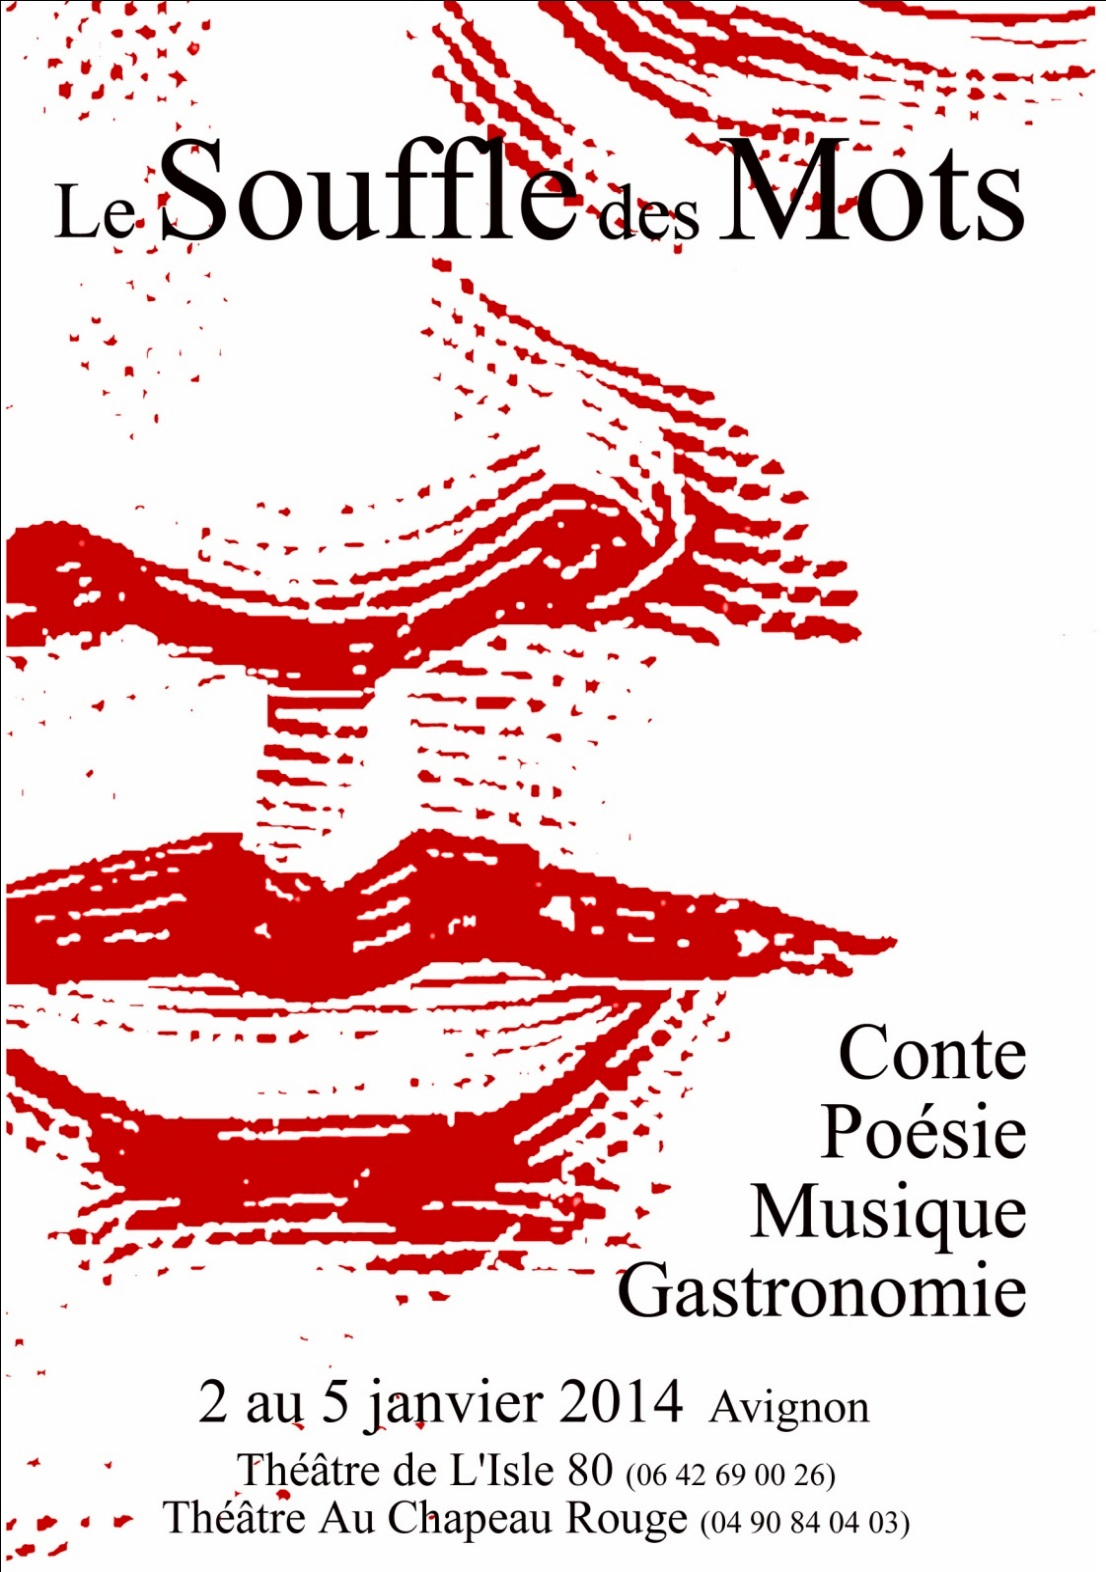 Le Souffle des Mots
Conte
Poésie
Musique
Gastronomie
2 au 5 janvier 2014 Avignon
Théâtre de L'Isle 80 (06 42 69 00 26)
Théâtre Au Chapeau Rouge (04 90 84 04 03)